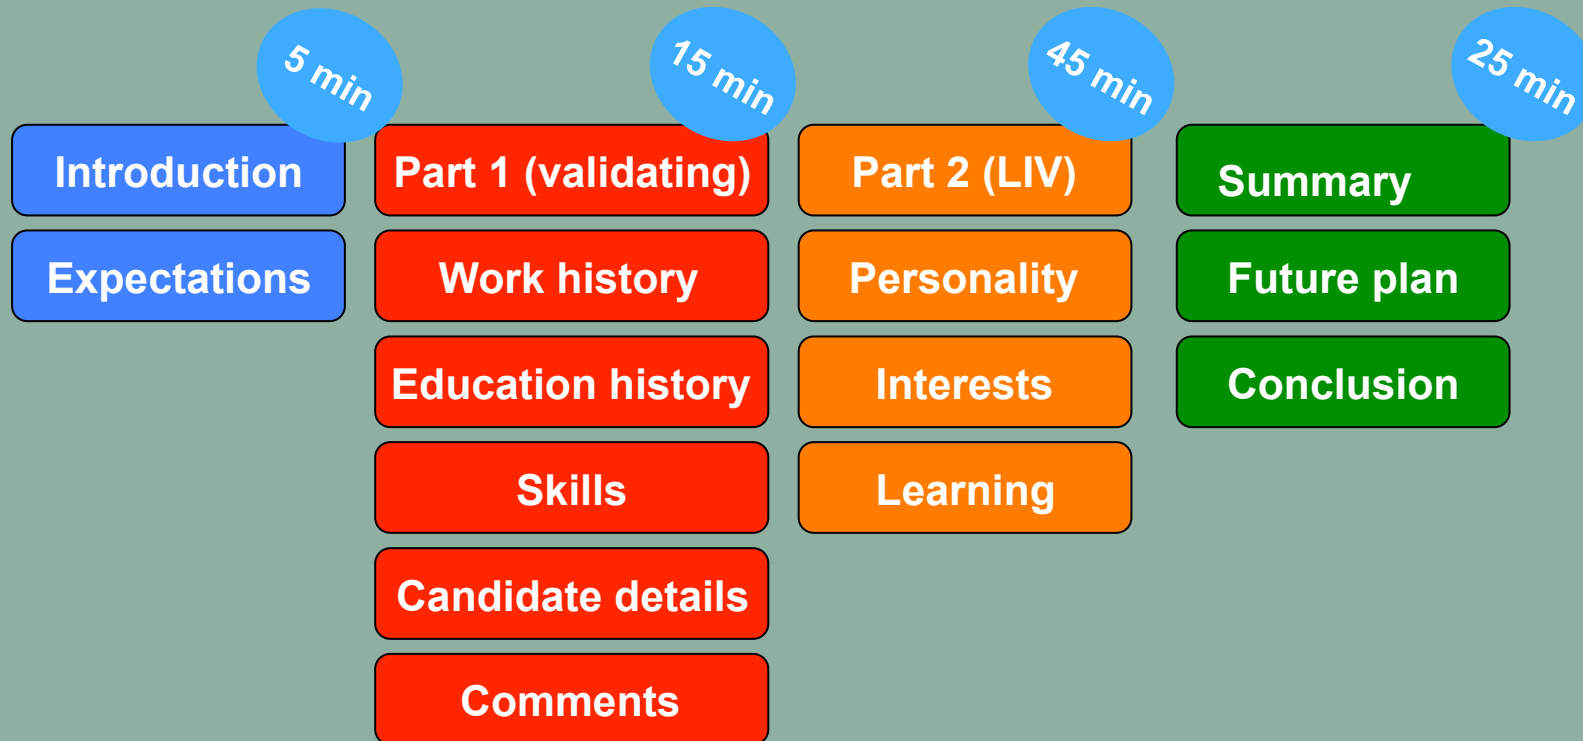 5 min
Introduction
Expectations
15 min
Part 1 (validating)
Work history
Education history
Skills
Candidate details
Comments
45 min
Part 2 (LIV)
Personality
Interests
Learning
25 min
Summary
Future plan
Conclusion